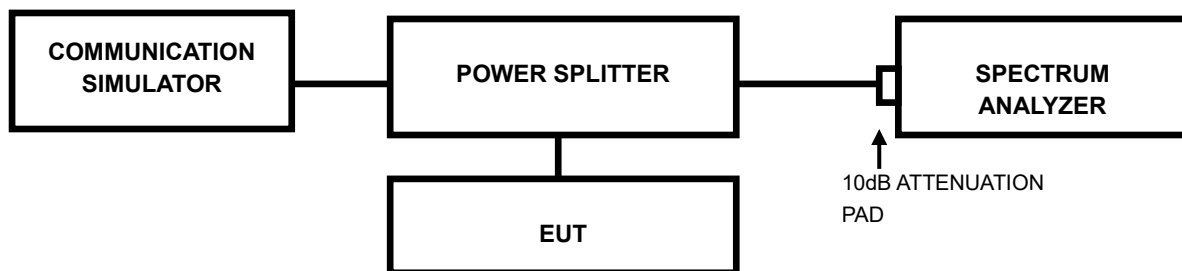 COMMUNICATION
SIMULATOR
POWER SPLITTER
SPECTRUM
ANALYZER
10dB ATTENUATION
PAD
EUT